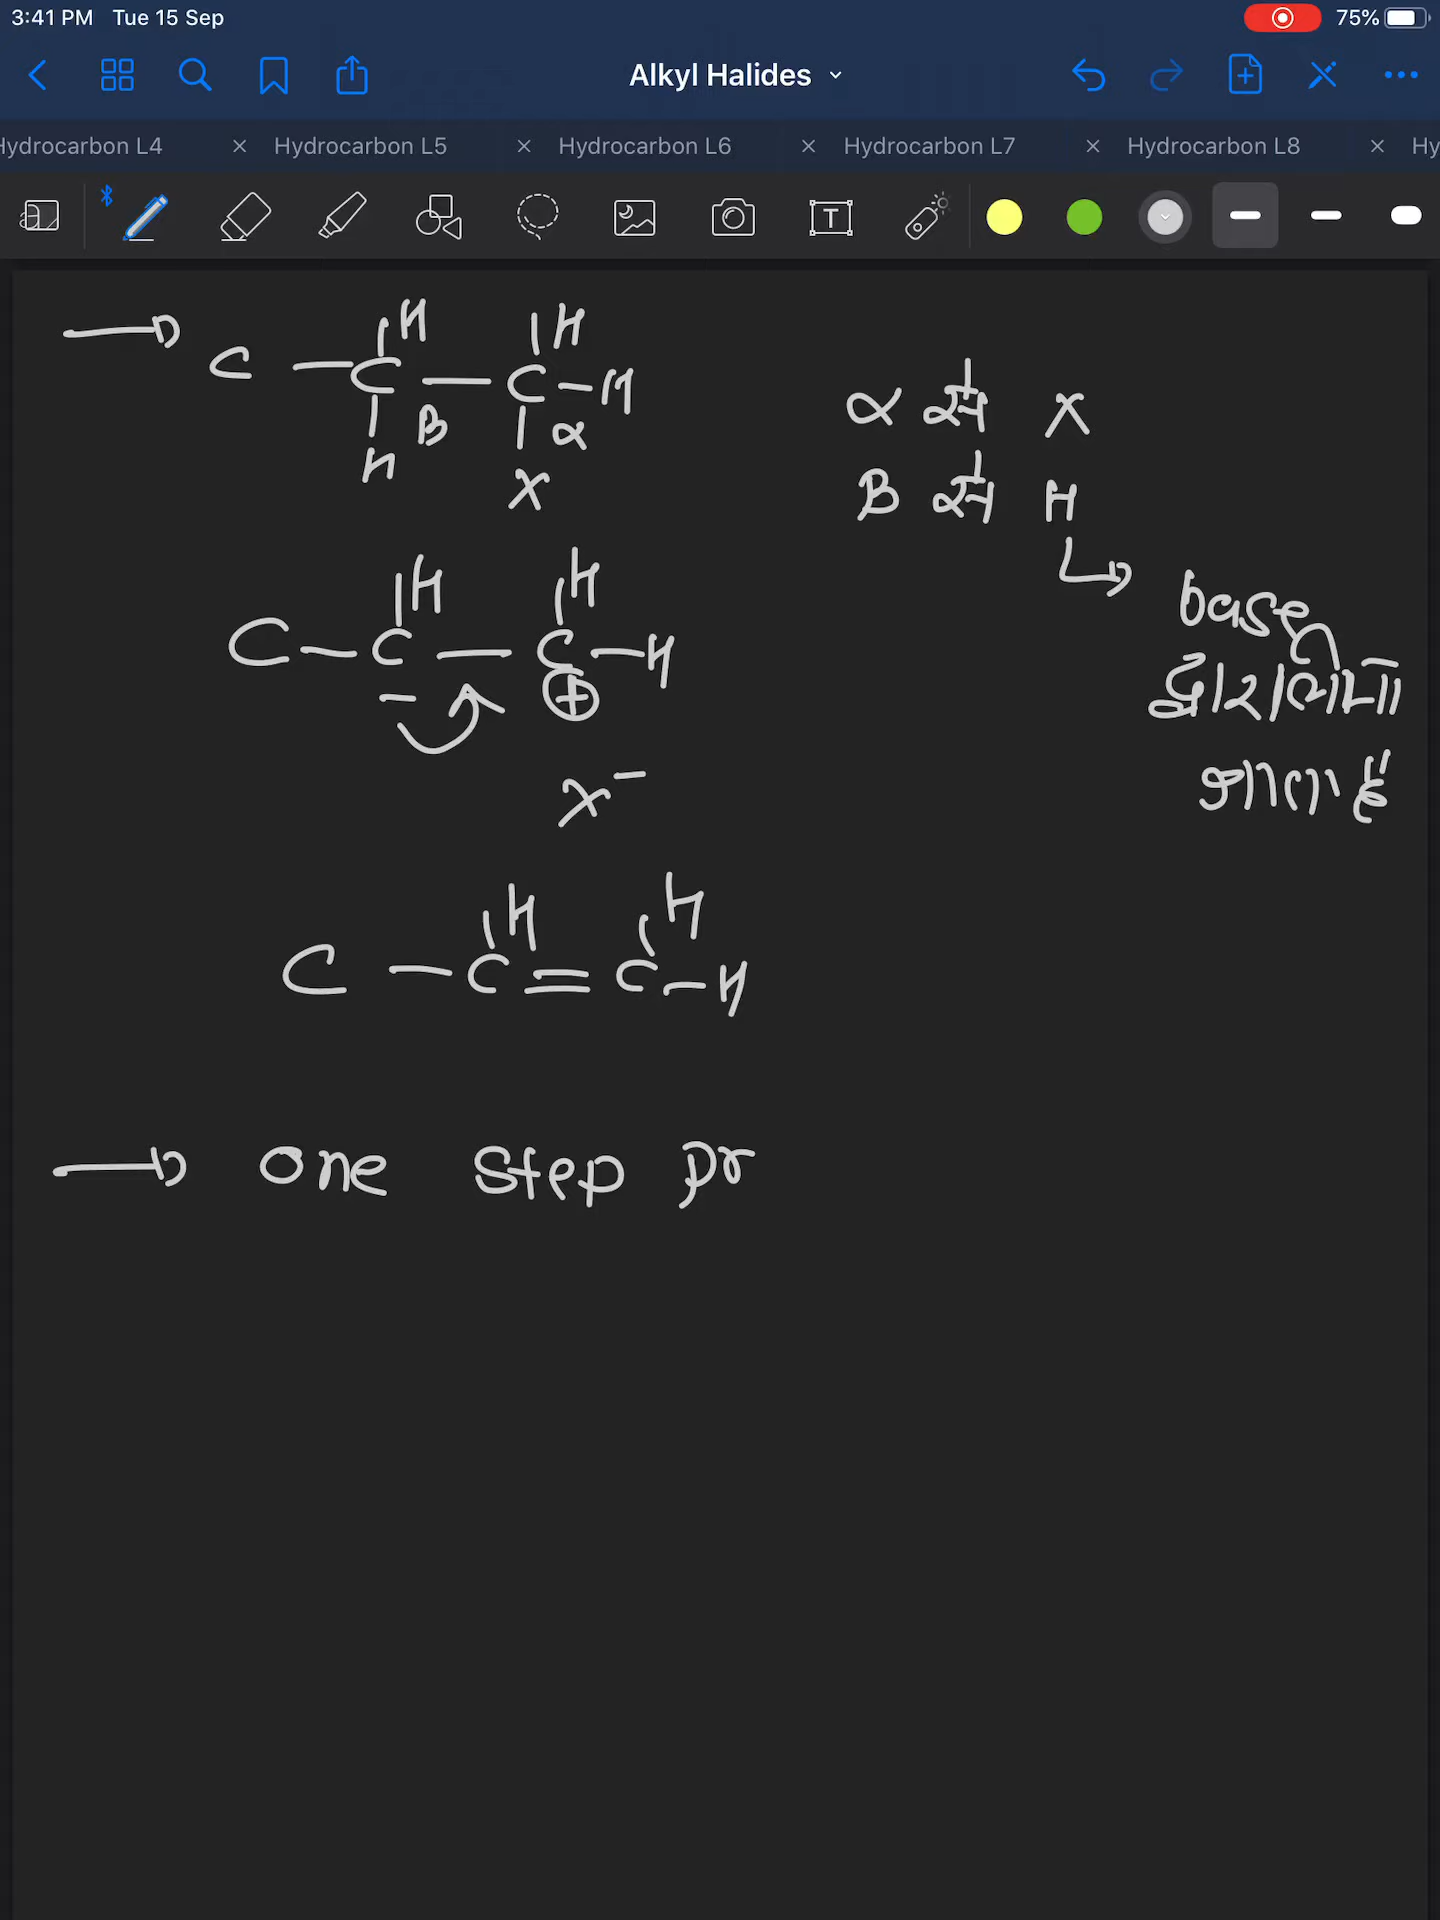 3:41 PM Tue 15 Sep 75%
Alkyl Halides
Hydrocarbon L4 × Hydrocarbon L5 × Hydrocarbon L6 × Hydrocarbon L7 × Hydrocarbon L8 × Hy
a T
H H
C — C — C — H
B α
H X
α से X
B से H
base
द्वारा लिया
जाता है
H H
C — C — C — H
− ⊕
X⁻
H H
C — C = C — H
→ One Step pr